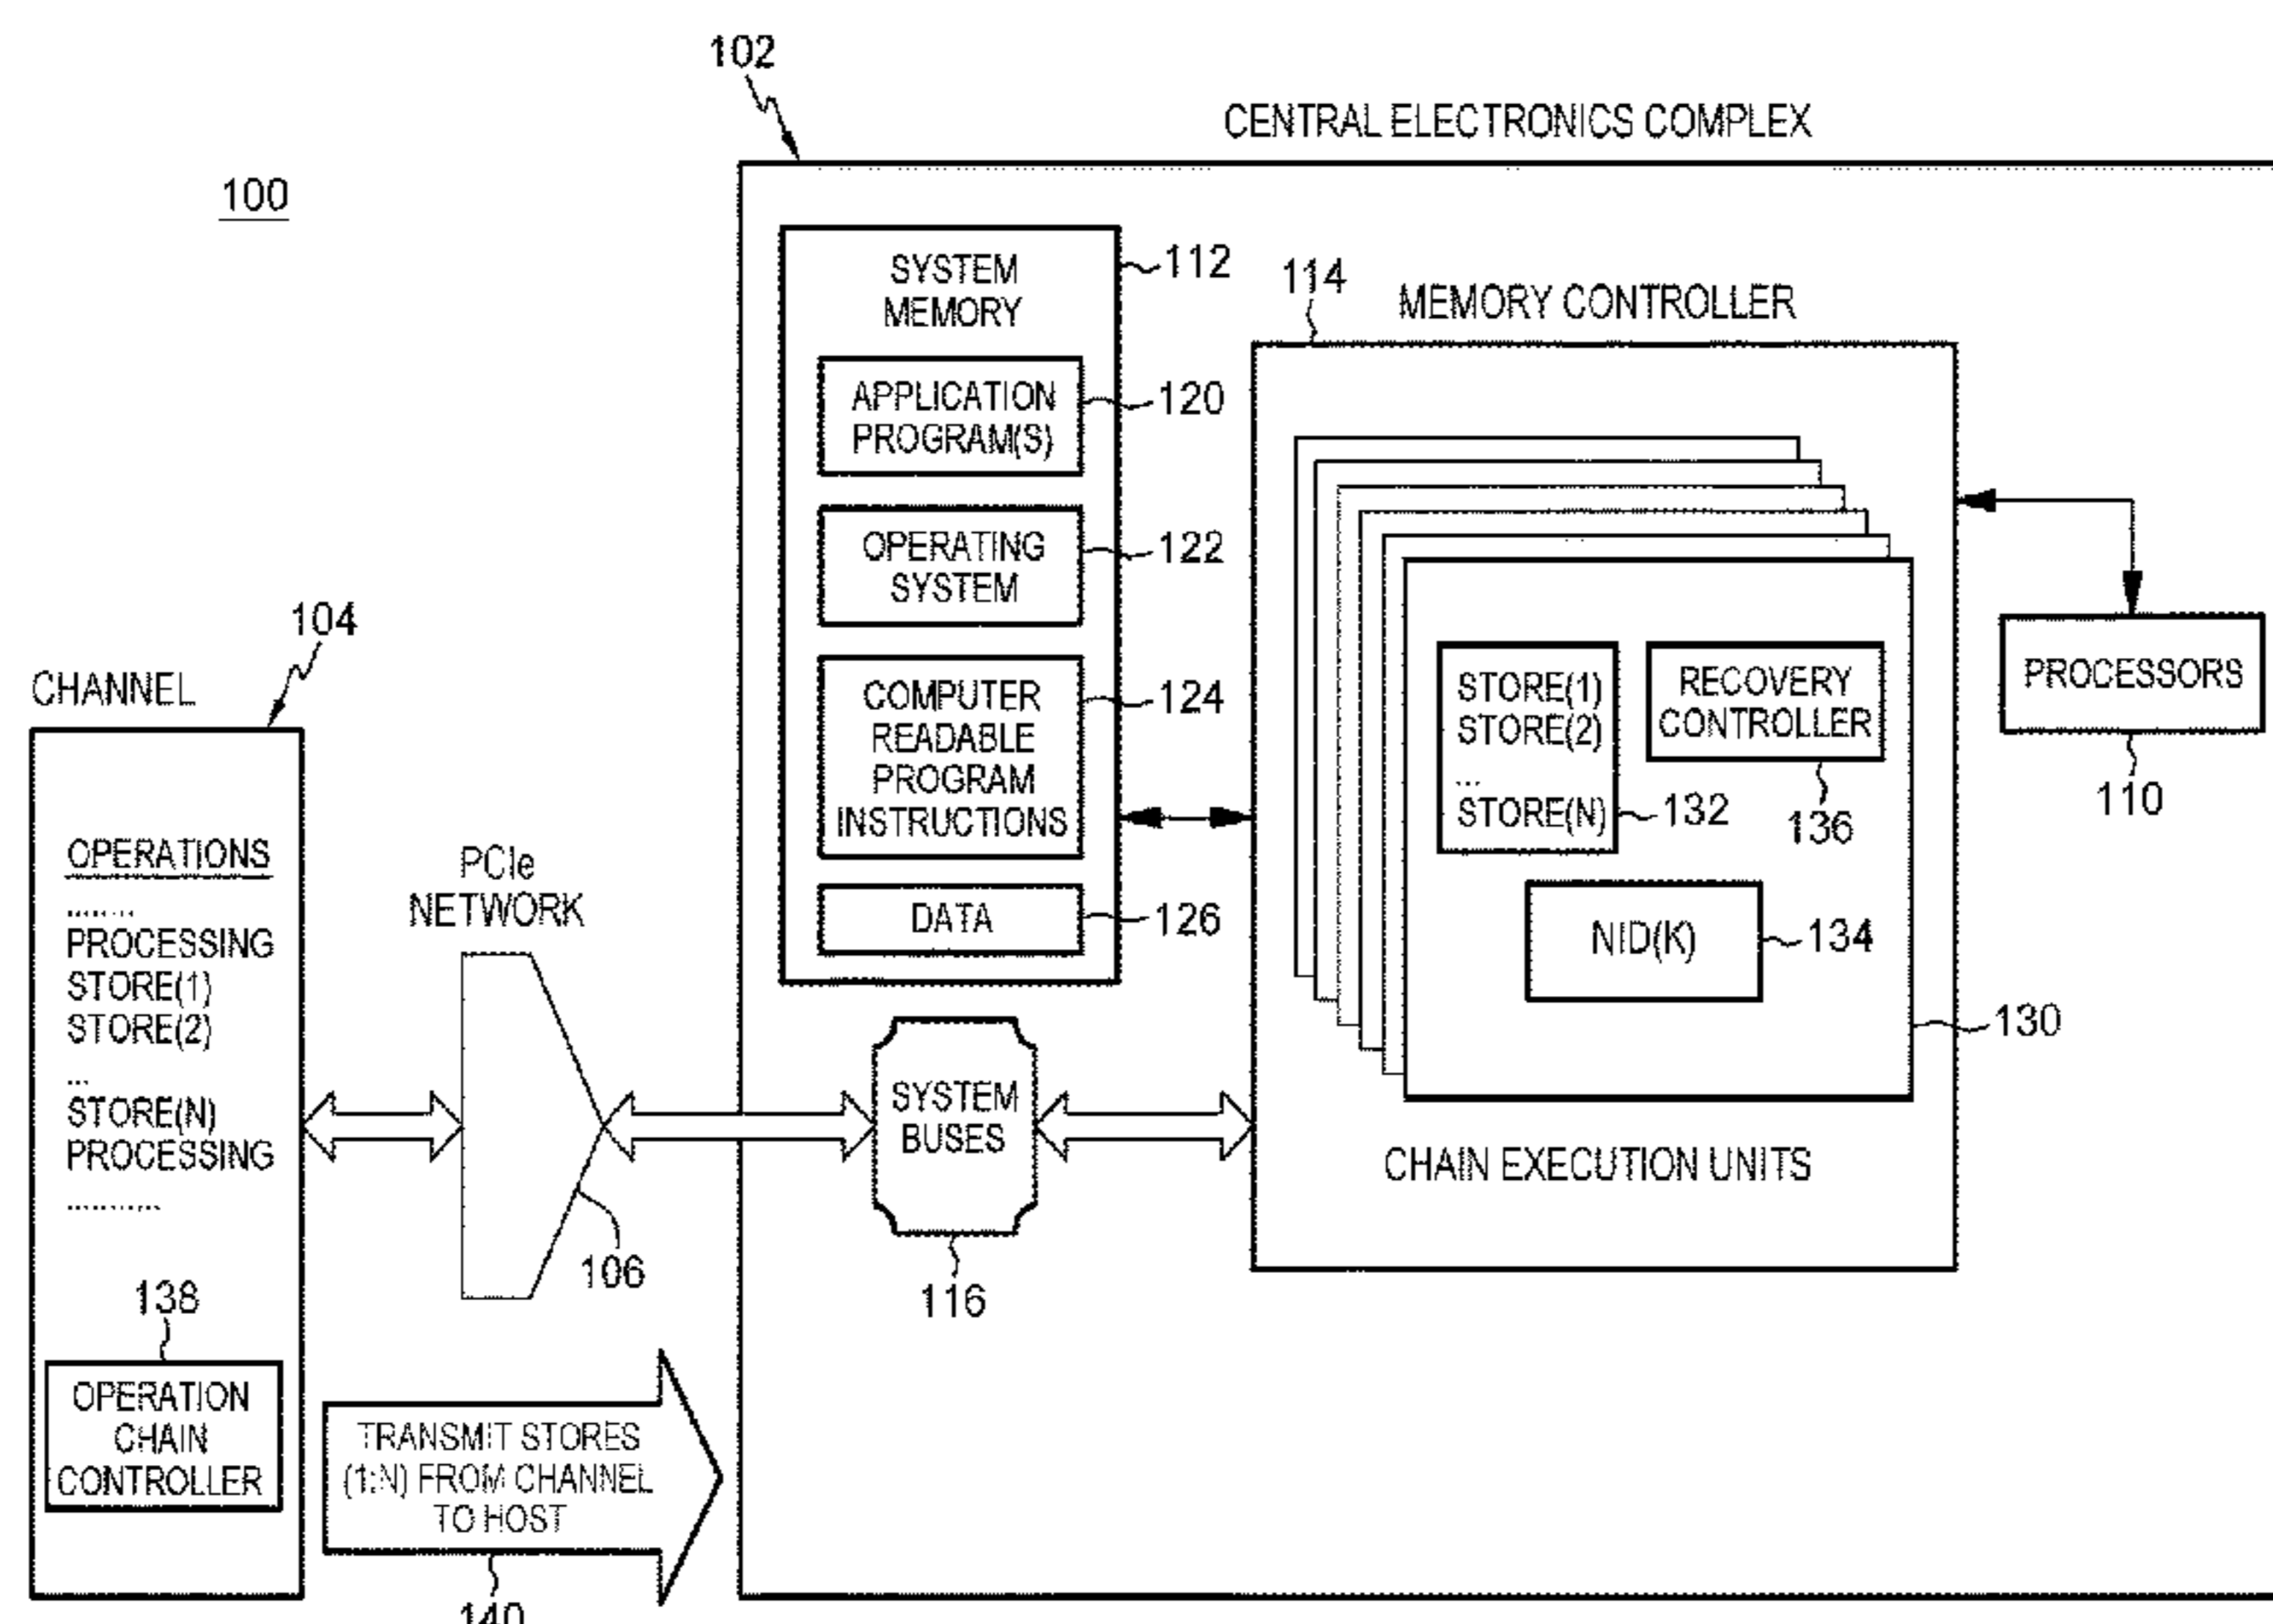 102
CENTRAL ELECTRONICS COMPLEX
100
SYSTEM
MEMORY
112
APPLICATION
PROGRAM(S)
120
OPERATING
SYSTEM
122
COMPUTER
READABLE
PROGRAM
INSTRUCTIONS
124
DATA
126
114
MEMORY CONTROLLER
STORE(1)
STORE(2)
...
STORE(N)
132
RECOVERY
CONTROLLER
136
NID(K)
134
130
CHAIN EXECUTION UNITS
PROCESSORS
110
104
CHANNEL
OPERATIONS
........
PROCESSING
STORE(1)
STORE(2)
...
STORE(N)
PROCESSING
...........
138
OPERATION
CHAIN
CONTROLLER
PCIe
NETWORK
106
SYSTEM
BUSES
116
TRANSMIT STORES
(1:N) FROM CHANNEL
TO HOST
140